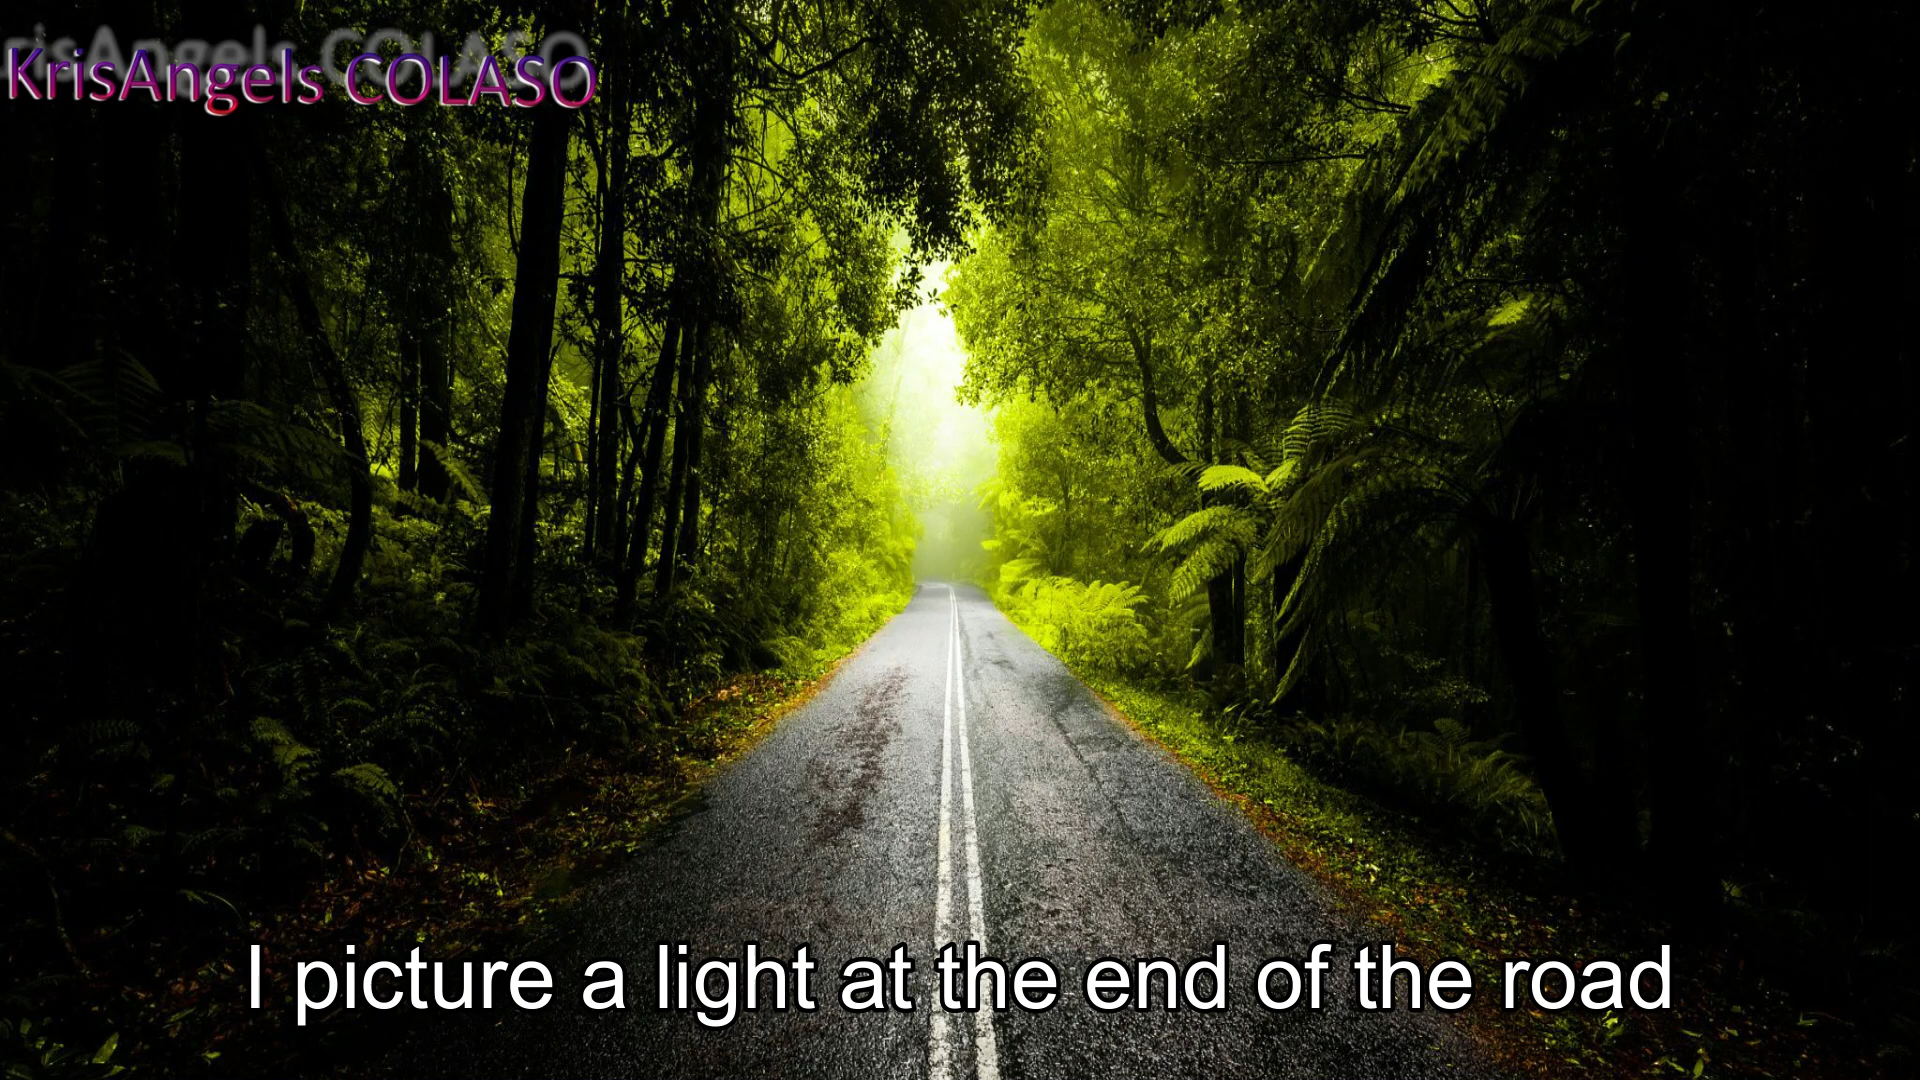 KrisAngels COLASO
I picture a light at the end of the road